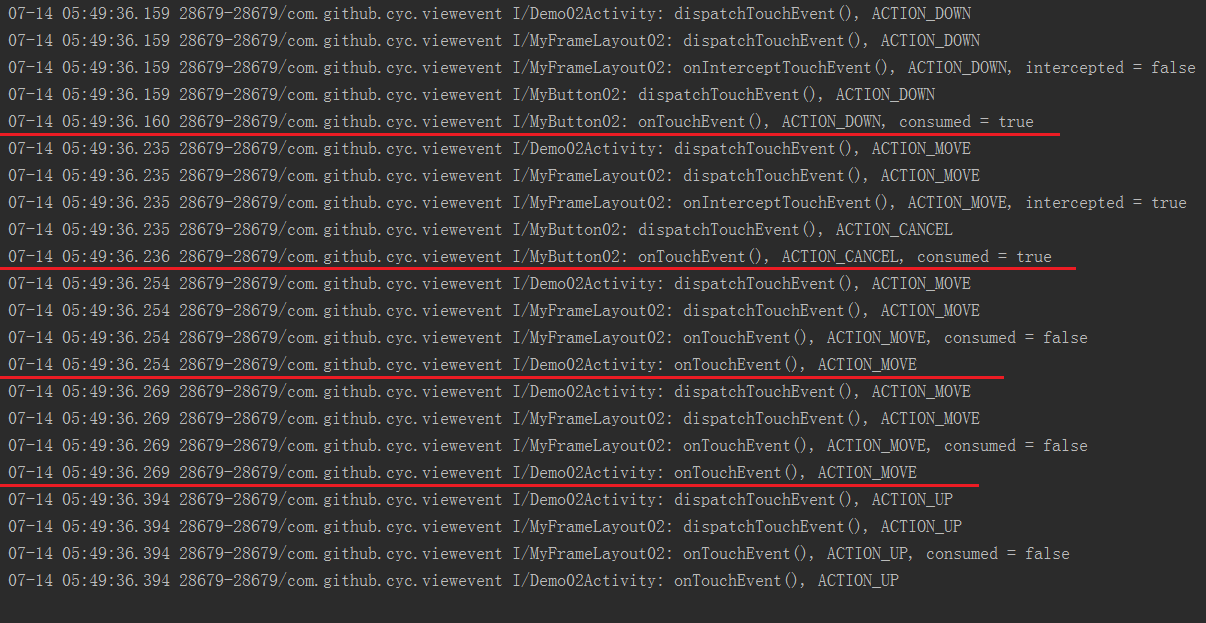 07-14 05:49:36.159 28679-28679/com.github.cyc.viewevent I/Demo02Activity: dispatchTouchEvent(), ACTION_DOWN
07-14 05:49:36.159 28679-28679/com.github.cyc.viewevent I/MyFrameLayout02: dispatchTouchEvent(), ACTION_DOWN
07-14 05:49:36.159 28679-28679/com.github.cyc.viewevent I/MyFrameLayout02: onInterceptTouchEvent(), ACTION_DOWN, intercepted = false
07-14 05:49:36.159 28679-28679/com.github.cyc.viewevent I/MyButton02: dispatchTouchEvent(), ACTION_DOWN
07-14 05:49:36.160 28679-28679/com.github.cyc.viewevent I/MyButton02: onTouchEvent(), ACTION_DOWN, consumed = true
07-14 05:49:36.235 28679-28679/com.github.cyc.viewevent I/Demo02Activity: dispatchTouchEvent(), ACTION_MOVE
07-14 05:49:36.235 28679-28679/com.github.cyc.viewevent I/MyFrameLayout02: dispatchTouchEvent(), ACTION_MOVE
07-14 05:49:36.235 28679-28679/com.github.cyc.viewevent I/MyFrameLayout02: onInterceptTouchEvent(), ACTION_MOVE, intercepted = true
07-14 05:49:36.235 28679-28679/com.github.cyc.viewevent I/MyButton02: dispatchTouchEvent(), ACTION_CANCEL
07-14 05:49:36.236 28679-28679/com.github.cyc.viewevent I/MyButton02: onTouchEvent(), ACTION_CANCEL, consumed = true
07-14 05:49:36.254 28679-28679/com.github.cyc.viewevent I/Demo02Activity: dispatchTouchEvent(), ACTION_MOVE
07-14 05:49:36.254 28679-28679/com.github.cyc.viewevent I/MyFrameLayout02: dispatchTouchEvent(), ACTION_MOVE
07-14 05:49:36.254 28679-28679/com.github.cyc.viewevent I/MyFrameLayout02: onTouchEvent(), ACTION_MOVE, consumed = false
07-14 05:49:36.254 28679-28679/com.github.cyc.viewevent I/Demo02Activity: onTouchEvent(), ACTION_MOVE
07-14 05:49:36.269 28679-28679/com.github.cyc.viewevent I/Demo02Activity: dispatchTouchEvent(), ACTION_MOVE
07-14 05:49:36.269 28679-28679/com.github.cyc.viewevent I/MyFrameLayout02: dispatchTouchEvent(), ACTION_MOVE
07-14 05:49:36.269 28679-28679/com.github.cyc.viewevent I/MyFrameLayout02: onTouchEvent(), ACTION_MOVE, consumed = false
07-14 05:49:36.269 28679-28679/com.github.cyc.viewevent I/Demo02Activity: onTouchEvent(), ACTION_MOVE
07-14 05:49:36.394 28679-28679/com.github.cyc.viewevent I/Demo02Activity: dispatchTouchEvent(), ACTION_UP
07-14 05:49:36.394 28679-28679/com.github.cyc.viewevent I/MyFrameLayout02: dispatchTouchEvent(), ACTION_UP
07-14 05:49:36.394 28679-28679/com.github.cyc.viewevent I/MyFrameLayout02: onTouchEvent(), ACTION_UP, consumed = false
07-14 05:49:36.394 28679-28679/com.github.cyc.viewevent I/Demo02Activity: onTouchEvent(), ACTION_UP